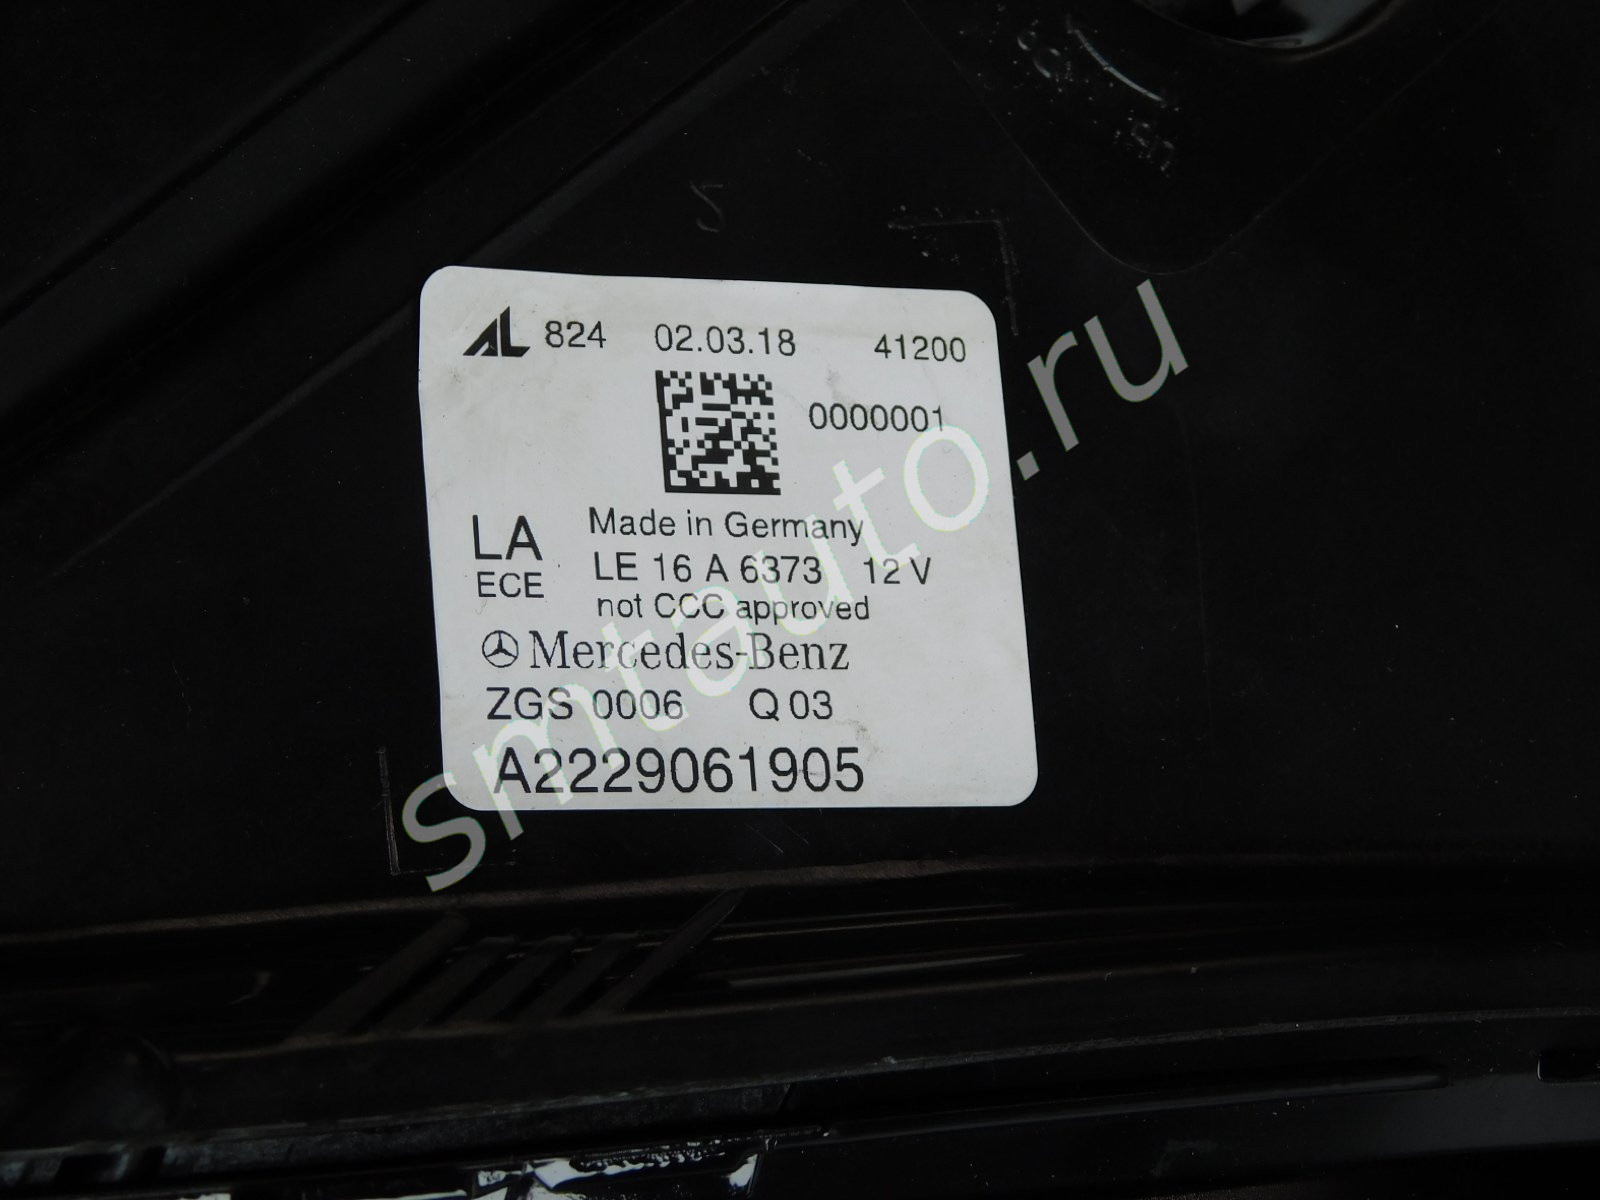 AL 824 02.03.18 41200
0000001
LA
ECE
Made in Germany
LE 16 A 6373 12 V
not CCC approved
Mercedes-Benz
ZGS 0006 Q 03
A2229061905
smtauto.ru